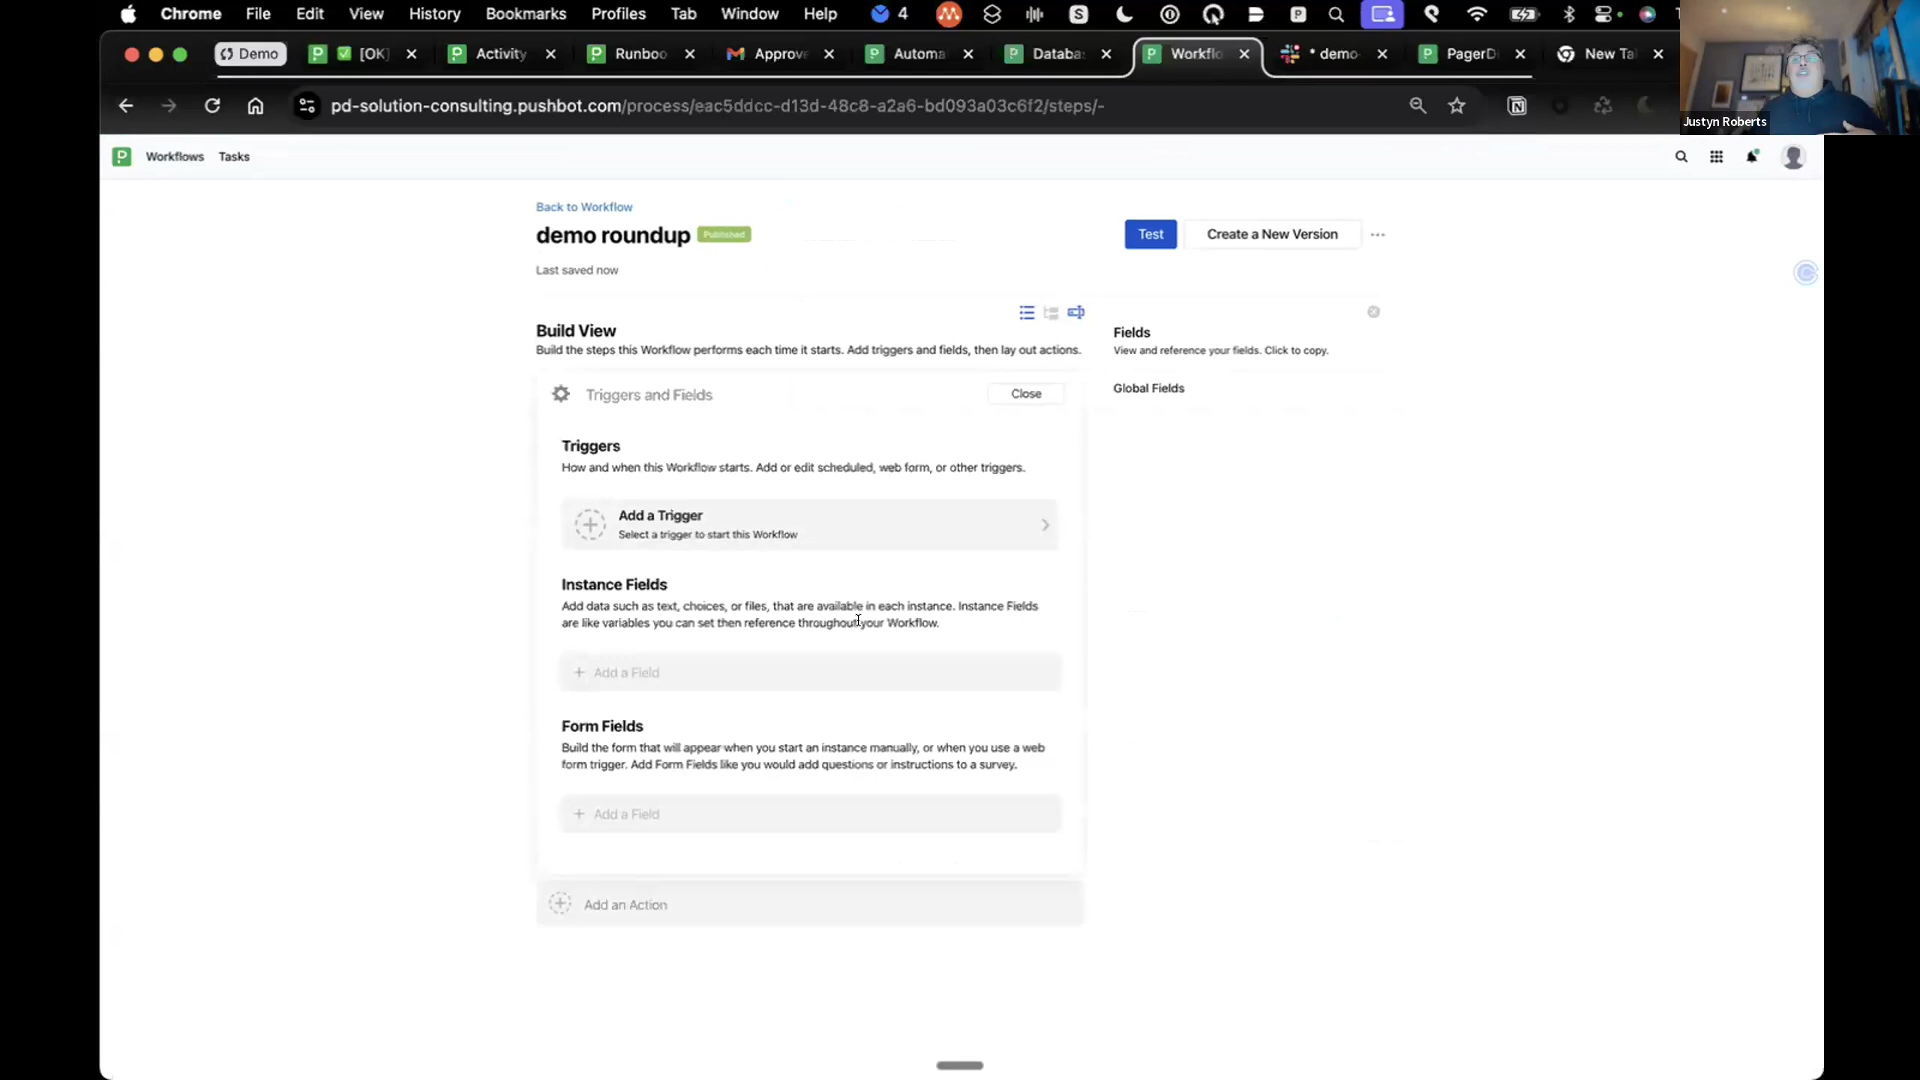 Chrome File Edit View History Bookmarks Profiles Tab Window Help 4
Demo [OK] Activity Runboo Approv Automa Databa: Workflo * demo- PagerD New Ta
pd-solution-consulting.pushbot.com/process/eac5ddcc-d13d-48c8-a2a6-bd093a03c6f2/steps/-
Justyn Roberts
Workflows Tasks
Back to Workflow
demo roundup Published
Test
Create a New Version
Last saved now
Build View
Build the steps this Workflow performs each time it starts. Add triggers and fields, then lay out actions.
Fields
View and reference your fields. Click to copy.
Global Fields
Triggers and Fields
Close
Triggers
How and when this Workflow starts. Add or edit scheduled, web form, or other triggers.
Add a Trigger
Select a trigger to start this Workflow
Instance Fields
Add data such as text, choices, or files, that are available in each instance. Instance Fields
are like variables you can set then reference throughout your Workflow.
+ Add a Field
Form Fields
Build the form that will appear when you start an instance manually, or when you use a web
form trigger. Add Form Fields like you would add questions or instructions to a survey.
+ Add a Field
Add an Action